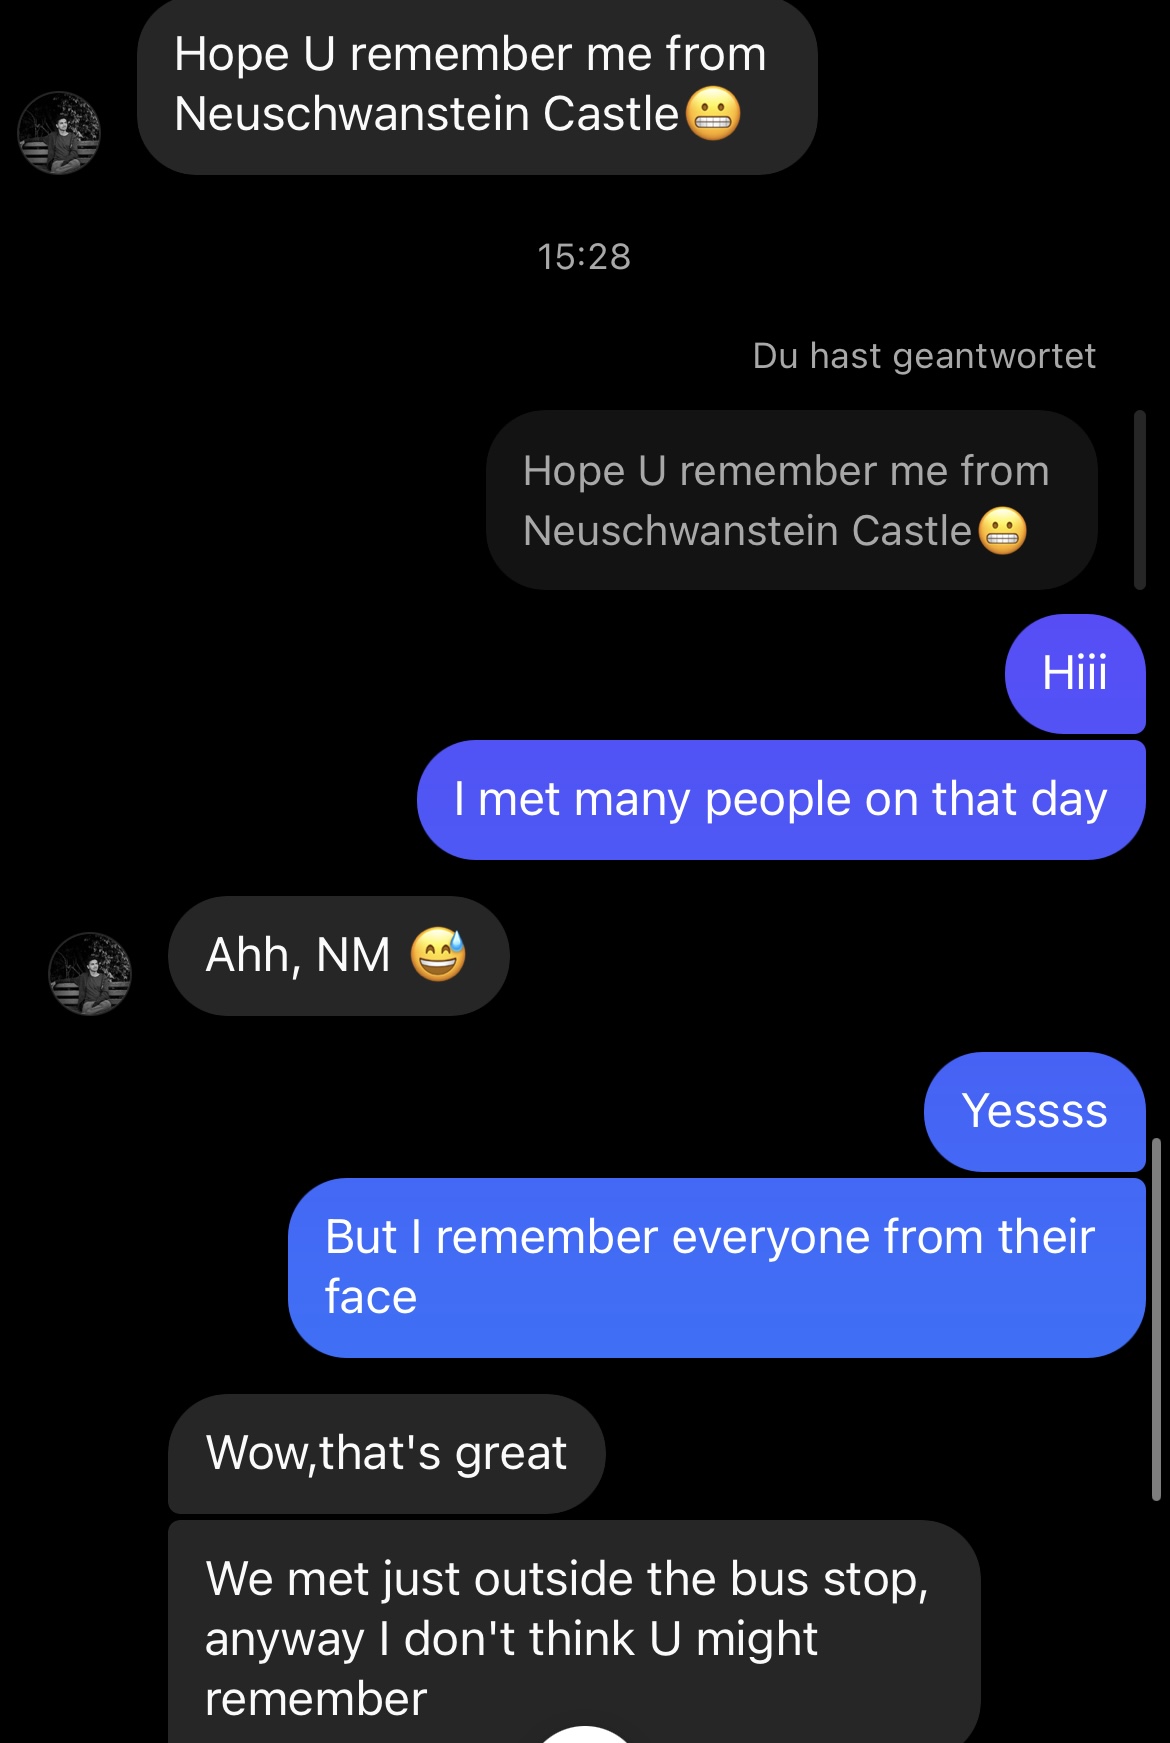 Hope U remember me from
Neuschwanstein Castle😬
15:28
Du hast geantwortet
Hope U remember me from
Neuschwanstein Castle😬
Hiii
I met many people on that day
Ahh, NM 😅
Yessss
But I remember everyone from their
face
Wow,that's great
We met just outside the bus stop,
anyway I don't think U might
remember